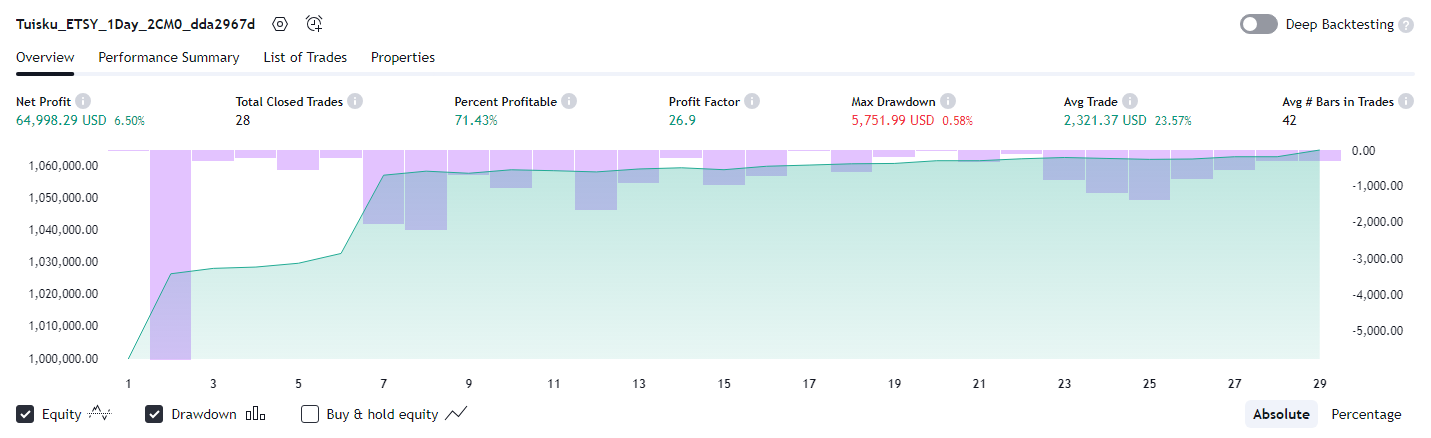 Tuisku_ETSY_1Day_2CM0_dda2967d Deep Backtesting ?
Overview Performance Summary List of Trades Properties
Net Profit i Total Closed Trades i Percent Profitable i Profit Factor i Max Drawdown i Avg Trade i Avg # Bars in Trades i
64,998.29 USD 6.50% 28 71.43% 26.9 5,751.99 USD 0.58% 2,321.37 USD 23.57% 42
0.00
1,060,000.00
-1,000.00
1,050,000.00
-2,000.00
1,040,000.00
-3,000.00
1,030,000.00
-4,000.00
1,020,000.00
1,010,000.00
-5,000.00
1,000,000.00
1 3 5 7 9 11 13 15 17 19 21 23 25 27 29
Equity Drawdown Buy & hold equity Absolute Percentage